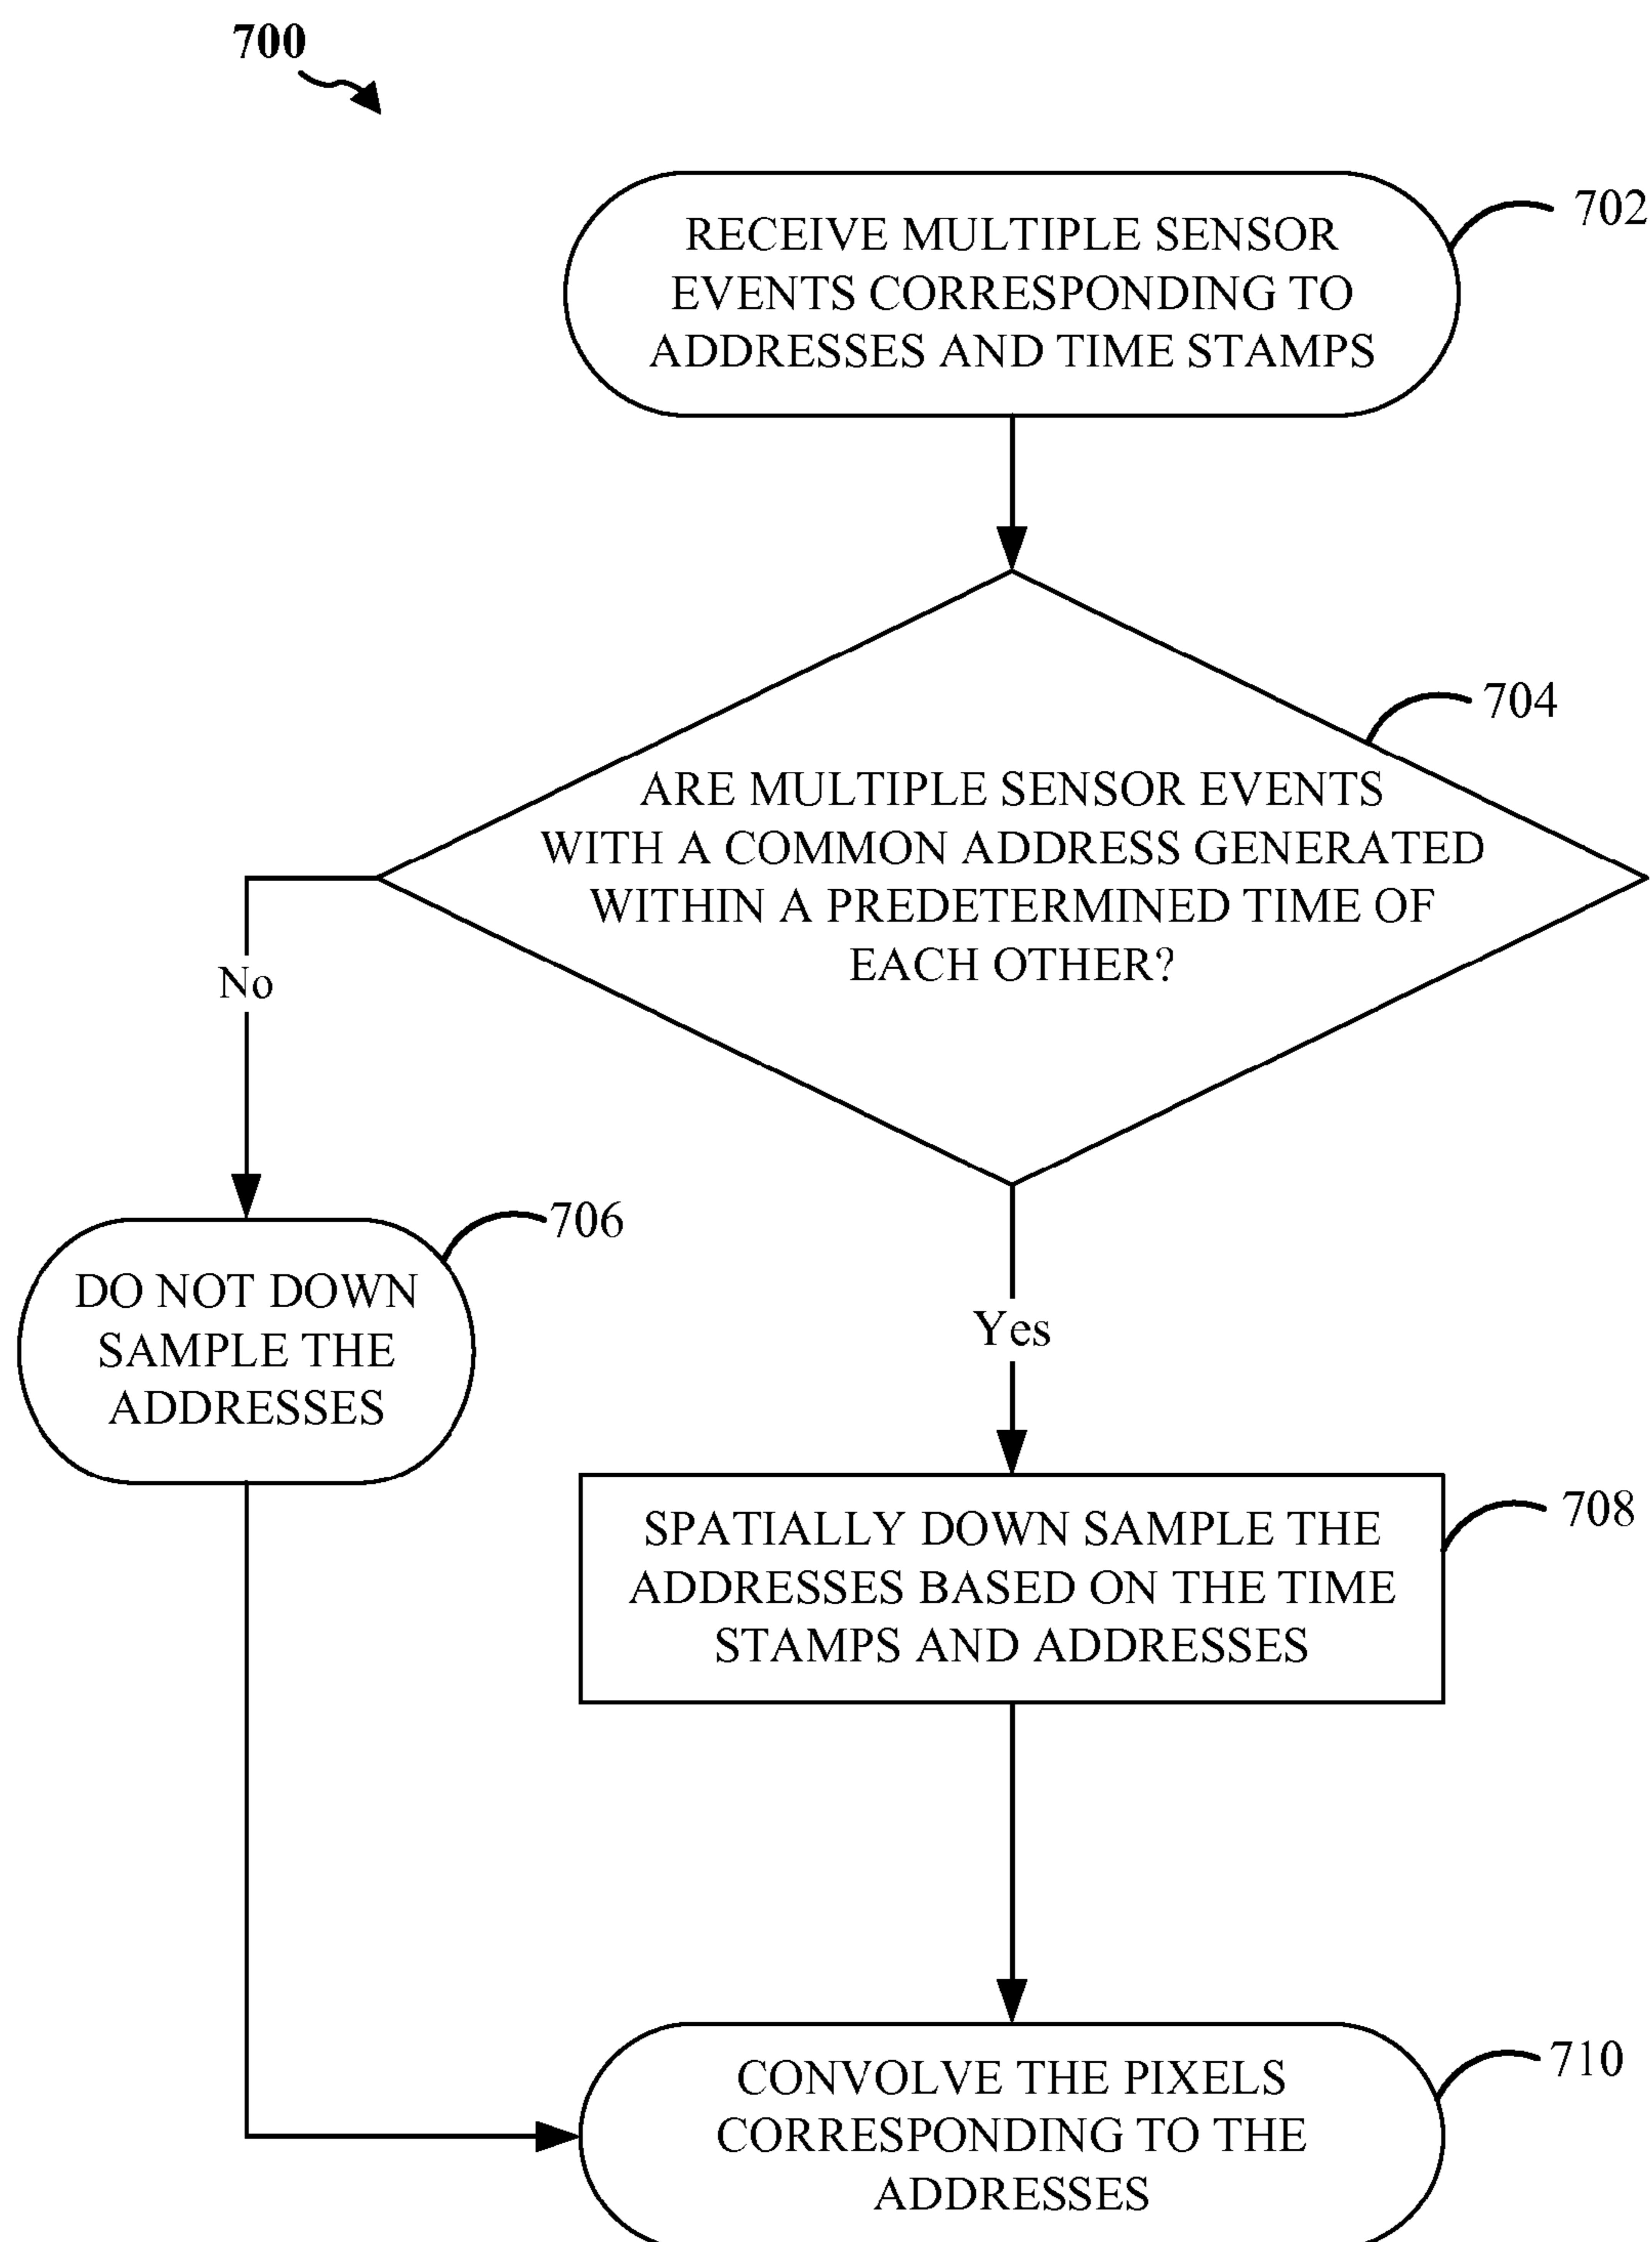 700
702
RECEIVE MULTIPLE SENSOR
EVENTS CORRESPONDING TO
ADDRESSES AND TIME STAMPS
704
ARE MULTIPLE SENSOR EVENTS
WITH A COMMON ADDRESS GENERATED
WITHIN A PREDETERMINED TIME OF
EACH OTHER?
No
706
DO NOT DOWN
SAMPLE THE
ADDRESSES
Yes
708
SPATIALLY DOWN SAMPLE THE
ADDRESSES BASED ON THE TIME
STAMPS AND ADDRESSES
710
CONVOLVE THE PIXELS
CORRESPONDING TO THE
ADDRESSES